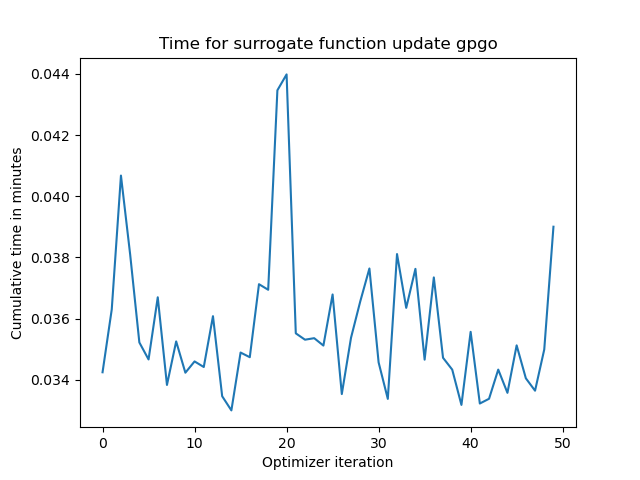 Time for surrogate function update gpgo
Cumulative time in minutes
0.044
0.042
0.040
0.038
0.036
0.034
0 10 20 30 40 50
Optimizer iteration